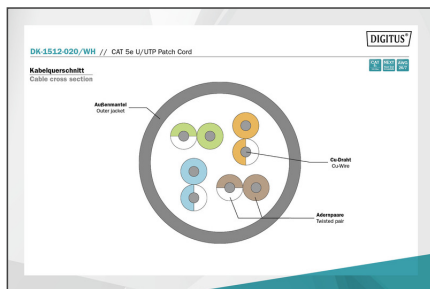 DIGITUS®
DK-1512-020/WH // CAT 5e U/UTP Patch Cord
Kabelquerschnitt
Cable cross section
Außenmantel
Outer jacket
Cu-Draht
Cu-Wire
Adernpaare
Twisted pair